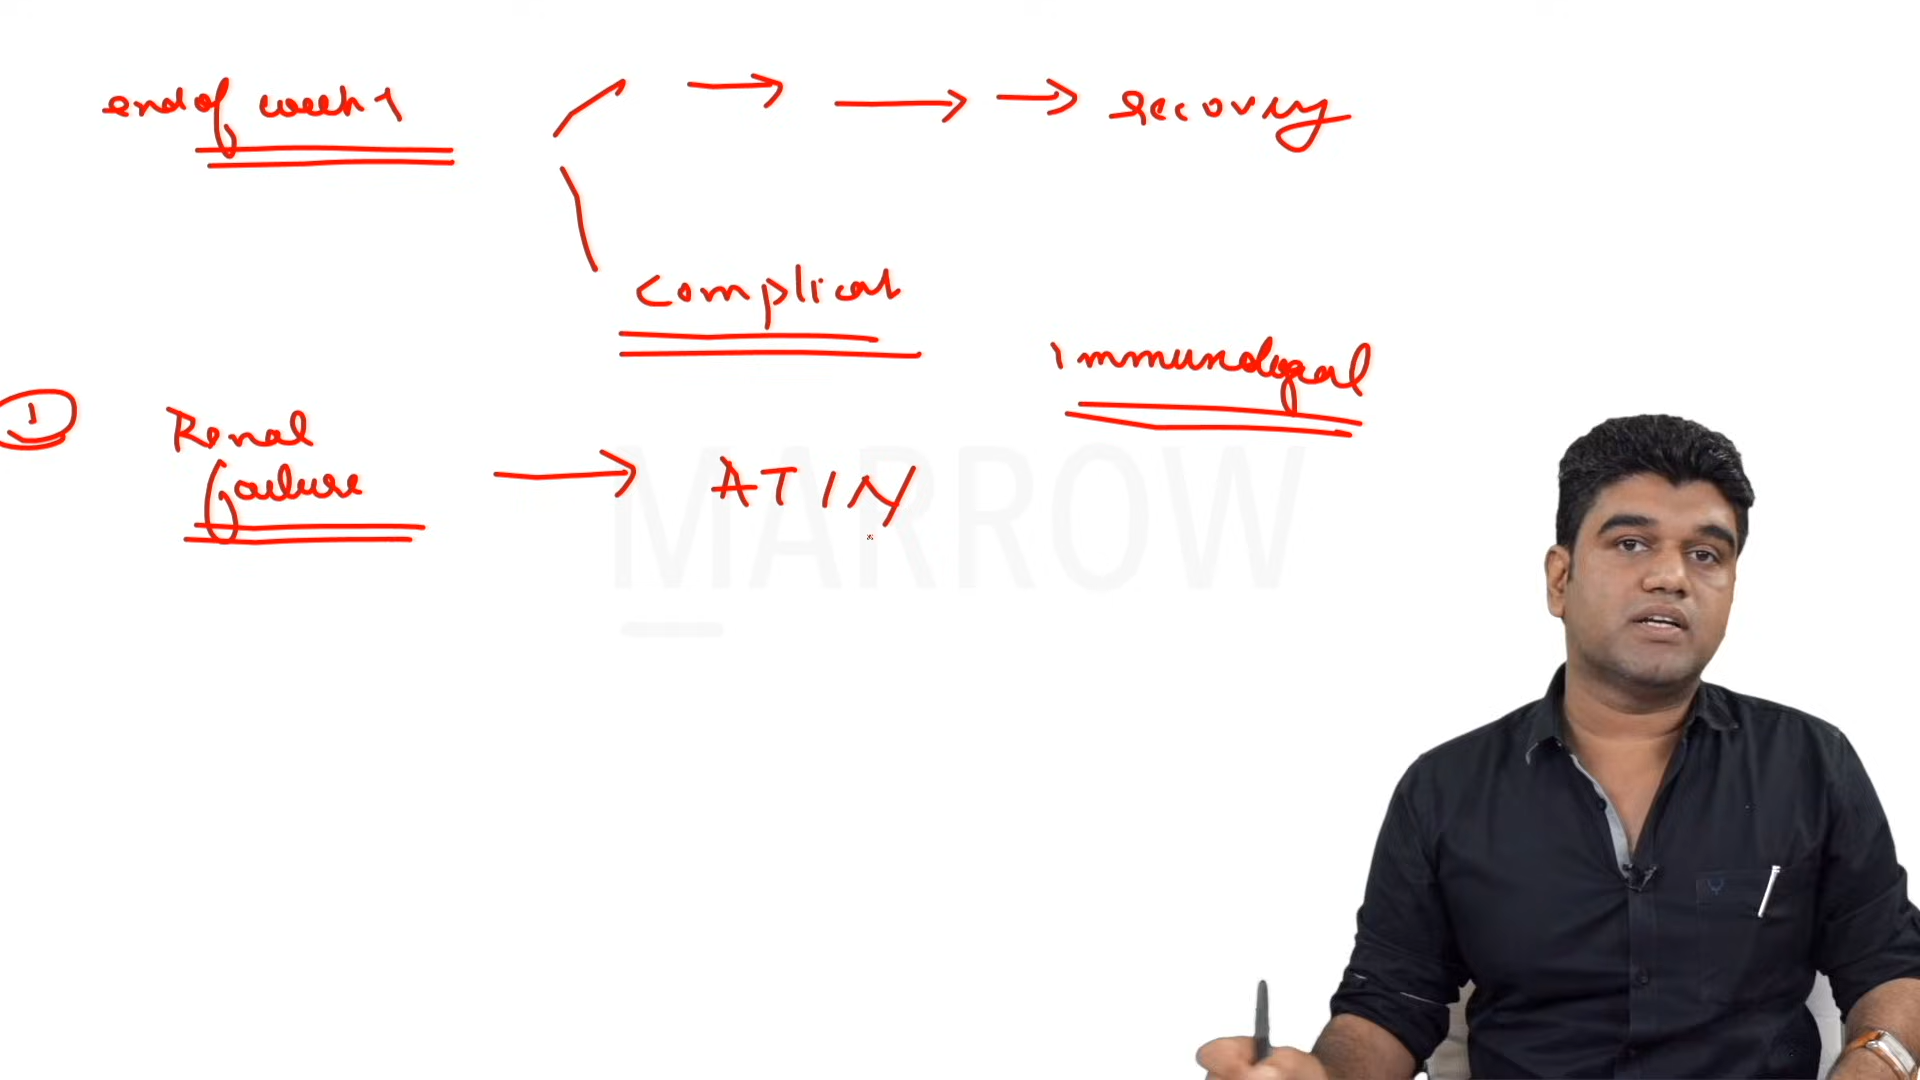 end of week 1
recovery
complicat
immunological
1
Renal
failure
ATIN
MARROW